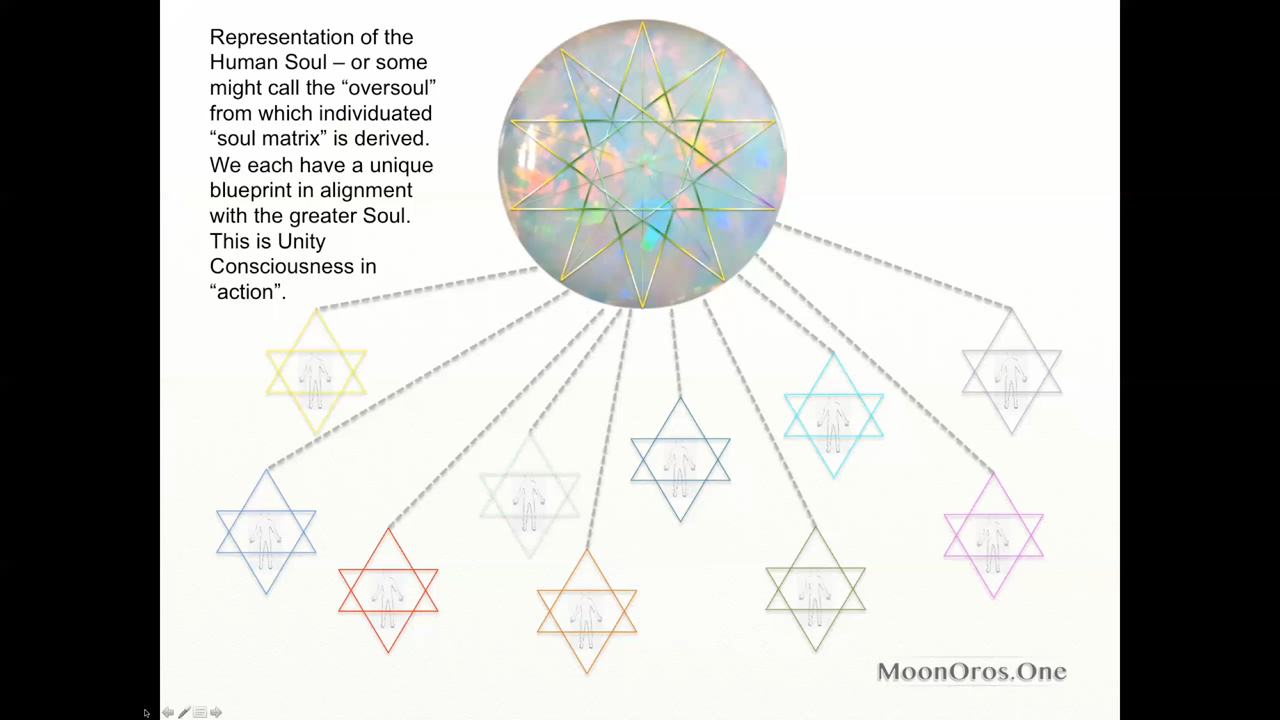 Representation of the
Human Soul – or some
might call the “oversoul”
from which individuated
“soul matrix” is derived.
We each have a unique
blueprint in alignment
with the greater Soul.
This is Unity
Consciousness in
“action”.
MoonOros.One